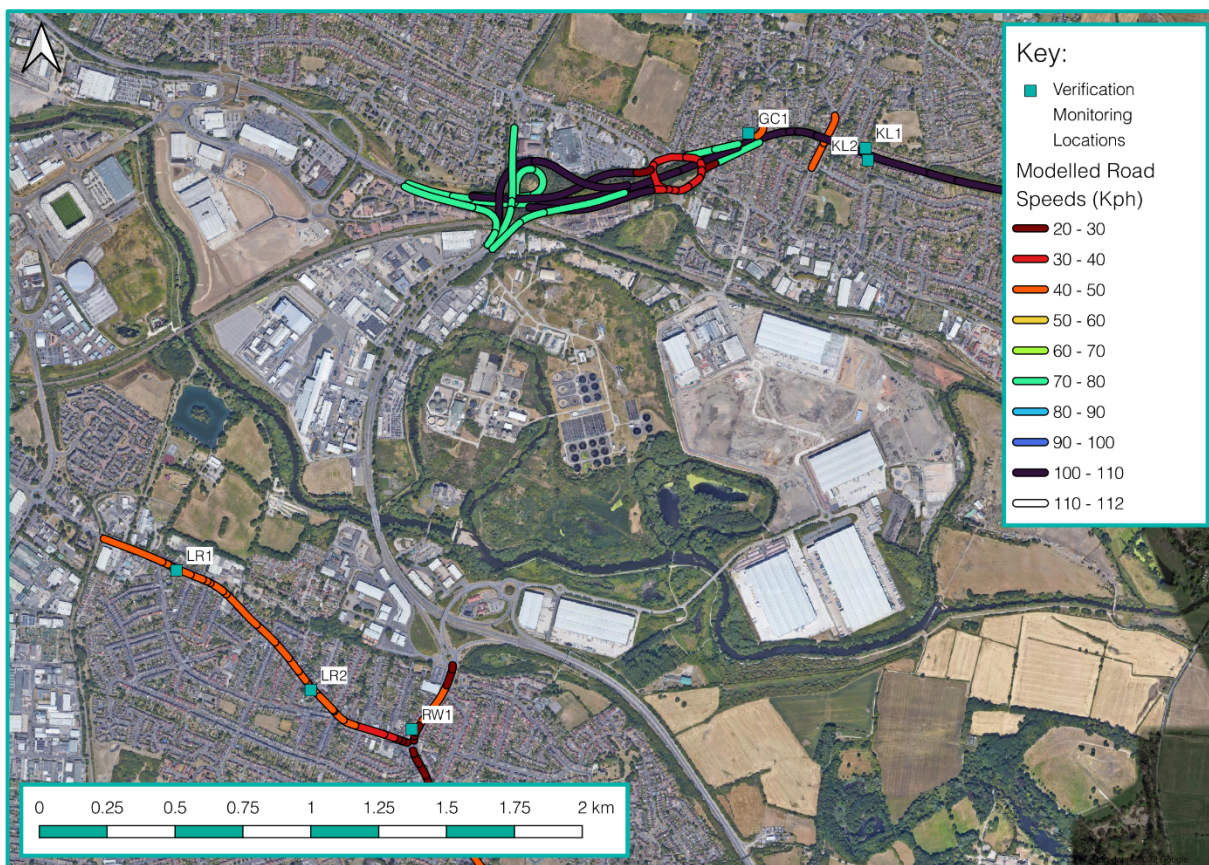 Key:
Verification
Monitoring
Locations
Modelled Road
Speeds (Kph)
20 - 30
30 - 40
40 - 50
50 - 60
60 - 70
70 - 80
80 - 90
90 - 100
100 - 110
110 - 112
GC1
KL1
KL2
LR1
LR2
RW1
0 0.25 0.5 0.75 1 1.25 1.5 1.75 2 km